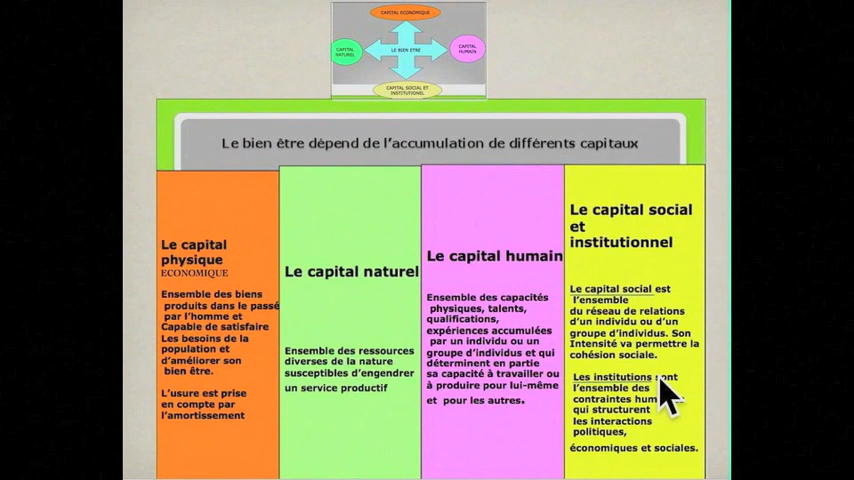 CAPITAL ECONOMIQUE
CAPITAL
NATUREL
LE BIEN ETRE
CAPITAL
HUMAIN
CAPITAL SOCIAL ET
INSTITUTIONNEL
Le bien être dépend de l'accumulation de différents capitaux
Le capital
physique
ECONOMIQUE
Ensemble des biens
produits dans le passé
par l'homme et
Capable de satisfaire
Les besoins de la
population et
d'améliorer son
bien être.
L'usure est prise
en compte par
l'amortissement
Le capital naturel
Ensemble des ressources
diverses de la nature
susceptibles d'engendrer
un service productif
Le capital humain
Ensemble des capacités
physiques, talents,
qualifications,
expériences accumulées
par un individu ou un
groupe d'individus et qui
déterminent en partie
sa capacité à travailler ou
à produire pour lui-même
et pour les autres.
Le capital social
et
institutionnel
Le capital social est
l'ensemble
du réseau de relations
d'un individu ou d'un
groupe d'individus. Son
Intensité va permettre la
cohésion sociale.
Les institutions sont
l'ensemble des
contraintes
qui structurent
les interactions
politiques,
économiques et sociales.